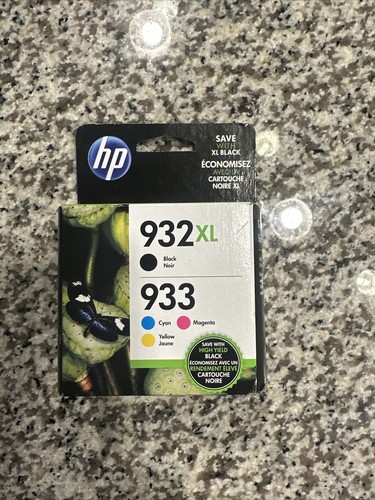 hp
SAVE
WITH
XL BLACK
ÉCONOMISEZ
AVEC LA
CARTOUCHE
NOIRE XL
932XL
Black
Noir
933
Cyan
Magenta
Yellow
Jaune
SAVE WITH
HIGH YIELD
BLACK
ÉCONOMISEZ AVEC UN
RENDEMENT ÉLEVÉ
CARTOUCHE
NOIRE